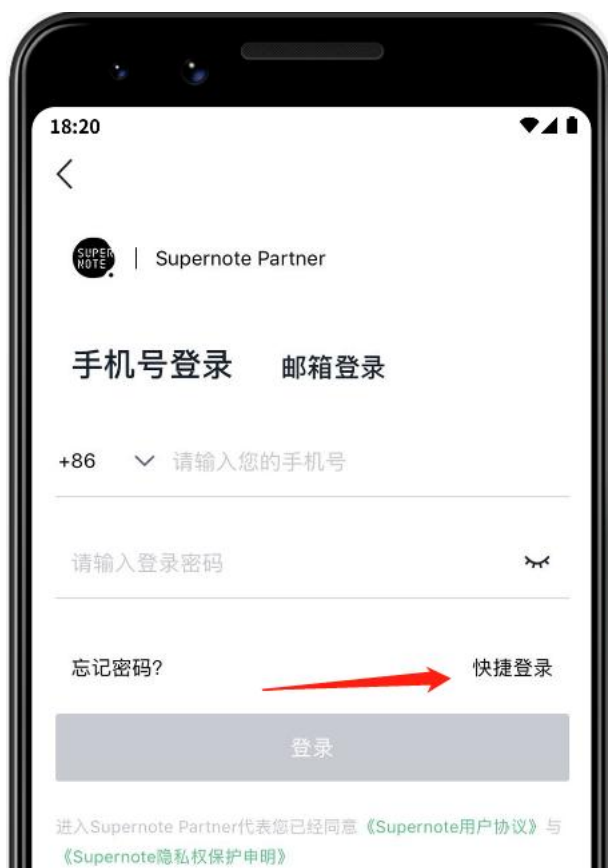 18:20
SUPER
NOTE
Supernote Partner
手机号登录 邮箱登录
+86 请输入您的手机号
请输入登录密码
忘记密码? 快捷登录
登录
进入Supernote Partner代表您已经同意《Supernote用户协议》与
《Supernote隐私权保护申明》